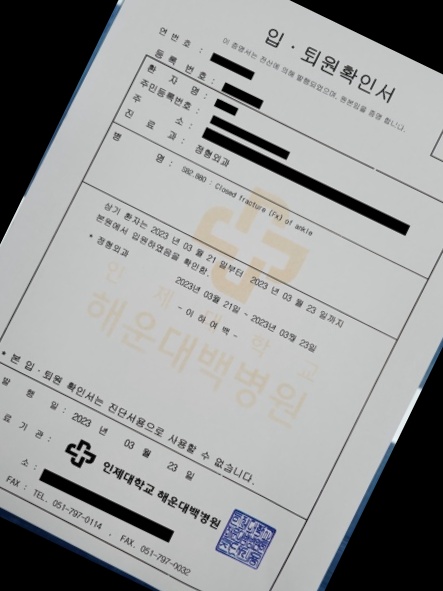 입 · 퇴원확인서
이 증명서는 전산에 의해 발행되었으며, 원본임을 증명 합니다.
연 번 호 :
등 록 번 호 :
환 자 명 :
주민등록번호 :
주 소 :
진 료 과 : 정형외과
병 명 : S82.880 : Closed fracture (Fx) of ankle
상기 환자는 2023 년 03 월 21 일부터 2023 년 03 월 23 일까지
본원에서 입원하였음을 확인함.
* 정형외과
2023년 03월 21일 ~ 2023년 03월 23일
- 이 하 여 백 -
인 제 대 학 교
해운대백병원
* 본 입 · 퇴원 확인서는 진단서용으로 사용할 수 없습니다.
발 행 일 : 2023 년 03 월 23 일
료 기 관 : 인제대학교 해운대백병원
소 :
FAX : TEL. 051-797-0114 , FAX. 051-797-0032